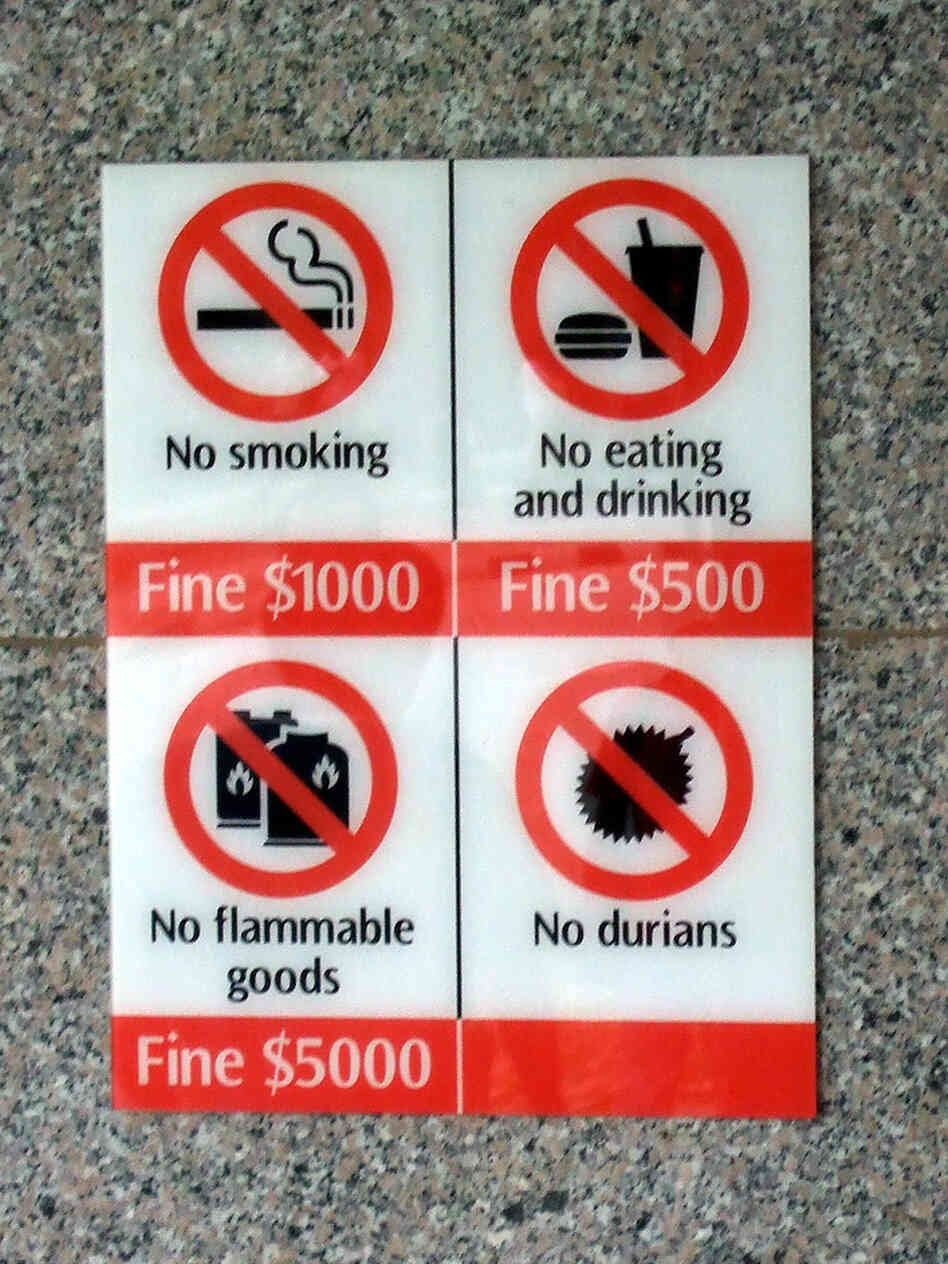 No smoking
No eating
and drinking
Fine $1000
Fine $500
No flammable
goods
No durians
Fine $5000